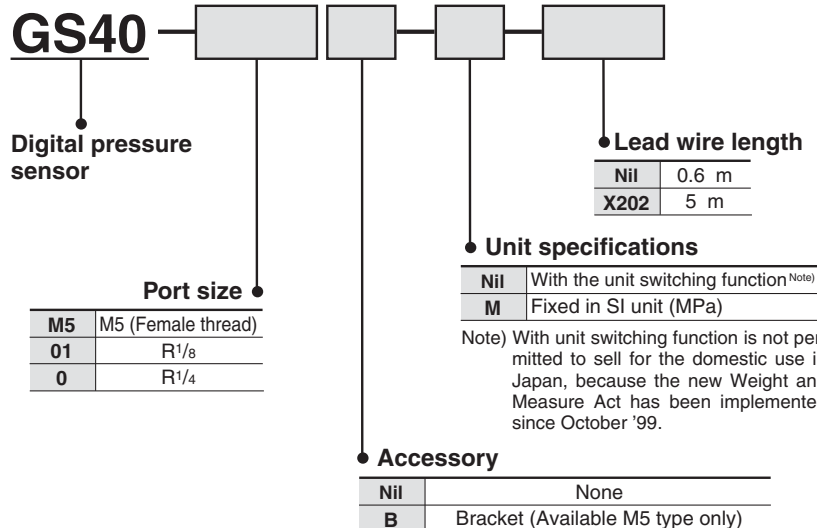 GS40
Digital pressure
sensor
Lead wire length
Nil 0.6 m
X202 5 m
Unit specifications
Nil With the unit switching function Note)
M Fixed in SI unit (MPa)
Note) With unit switching function is not per
mitted to sell for the domestic use i
Japan, because the new Weight an
Measure Act has been implemente
since October '99.
Port size
M5 M5 (Female thread)
01 R1/8
0 R1/4
Accessory
Nil None
B Bracket (Available M5 type only)